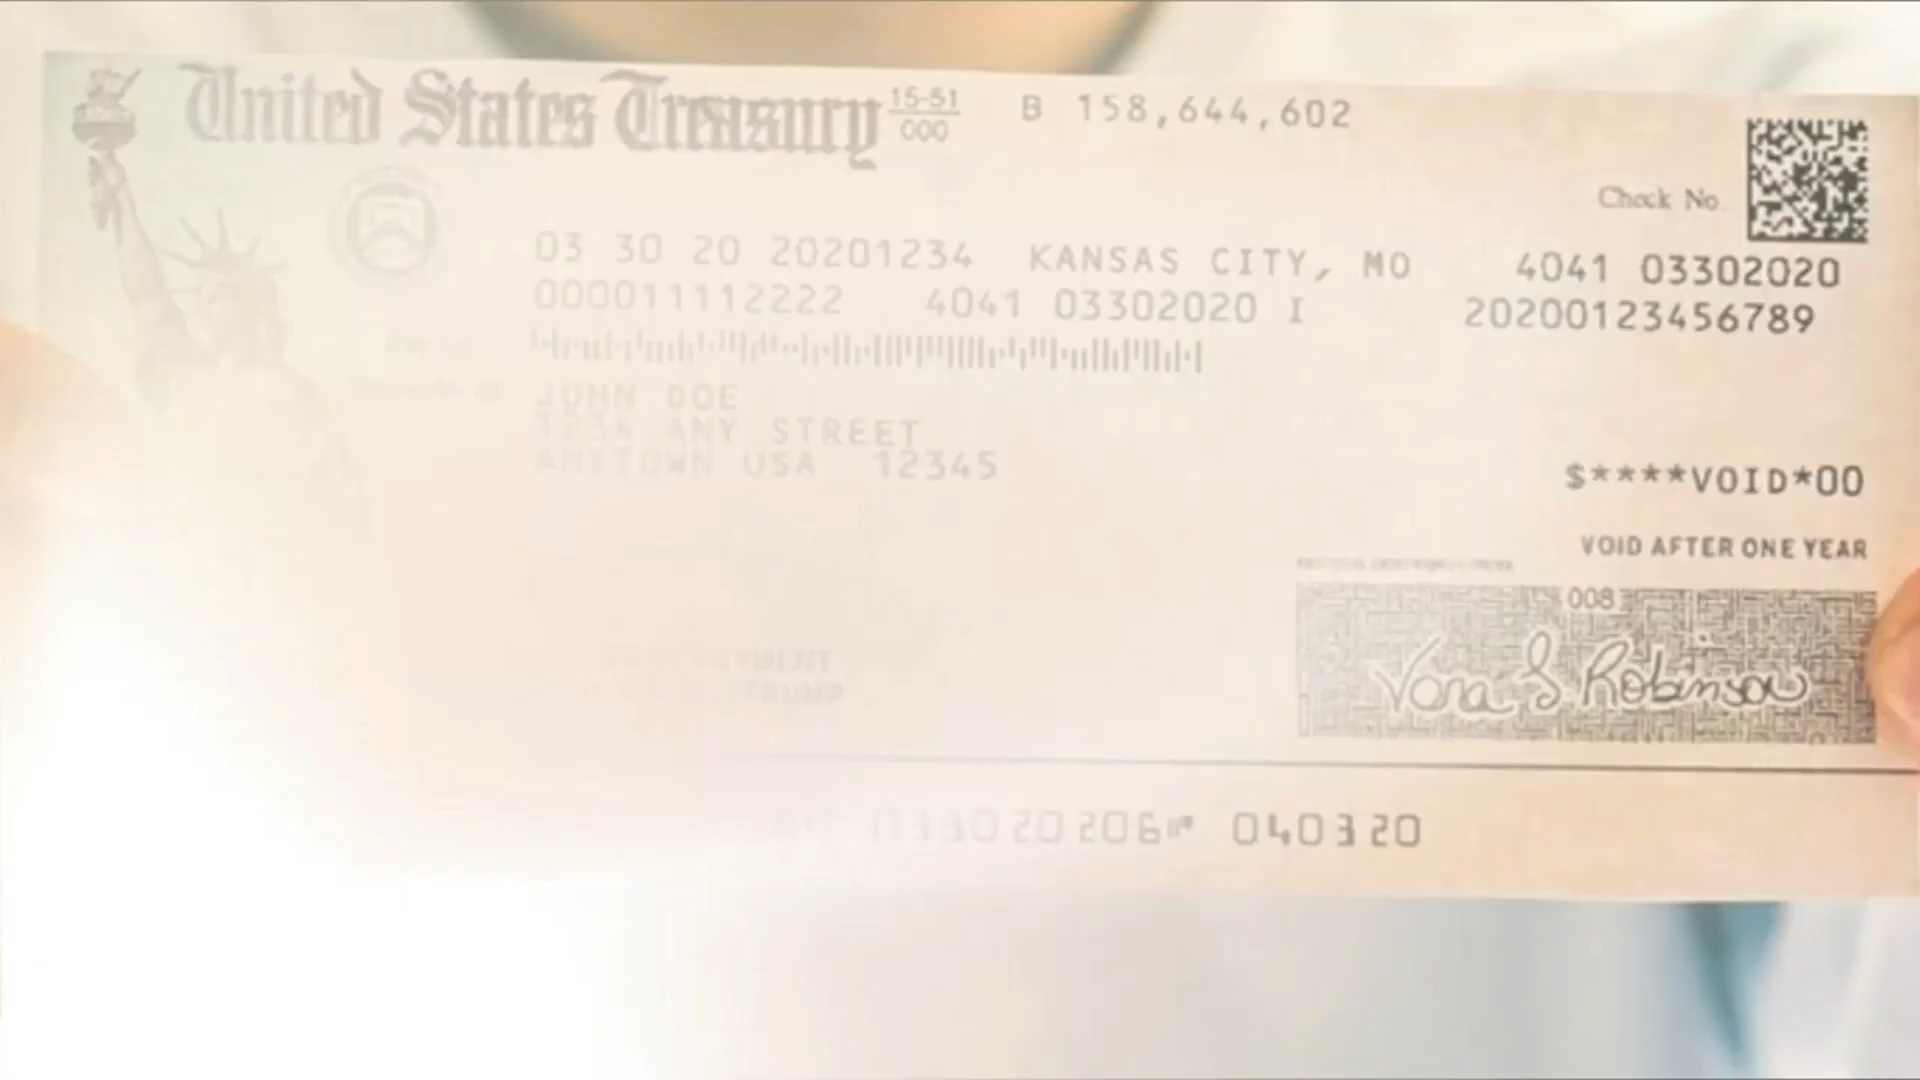 United States Treasury 15-51 B 158,644,602
000
Check No.
03 30 20 20201234 KANSAS CITY, MO 4041 03302020
000011112222 4041 03302020 I 20200123456789
JOHN DOE
1234 ANY STREET
ANYTOWN USA 12345
$****VOID*00
VOID AFTER ONE YEAR
008
PAYMENT
TRUMP
Vona S Robinson
040320